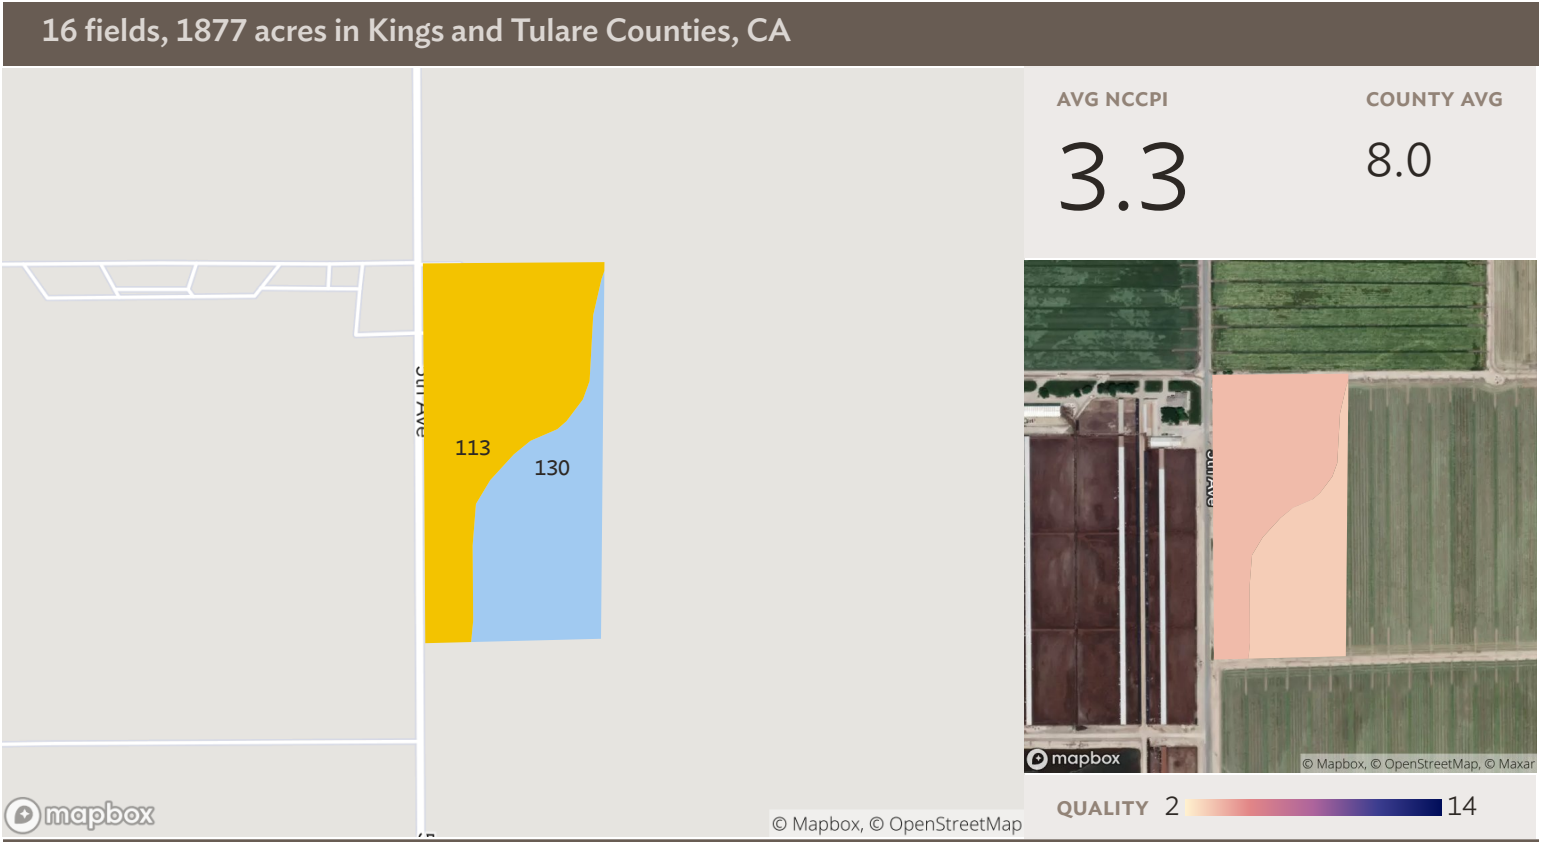 16 fields, 1877 acres in Kings and Tulare Counties, CA
AVG NCCPI
COUNTY AVG
3.3
8.0
113
130
mapbox
© Mapbox, © OpenStreetMap
mapbox
© Mapbox, © OpenStreetMap, © Maxar
QUALITY 2 14